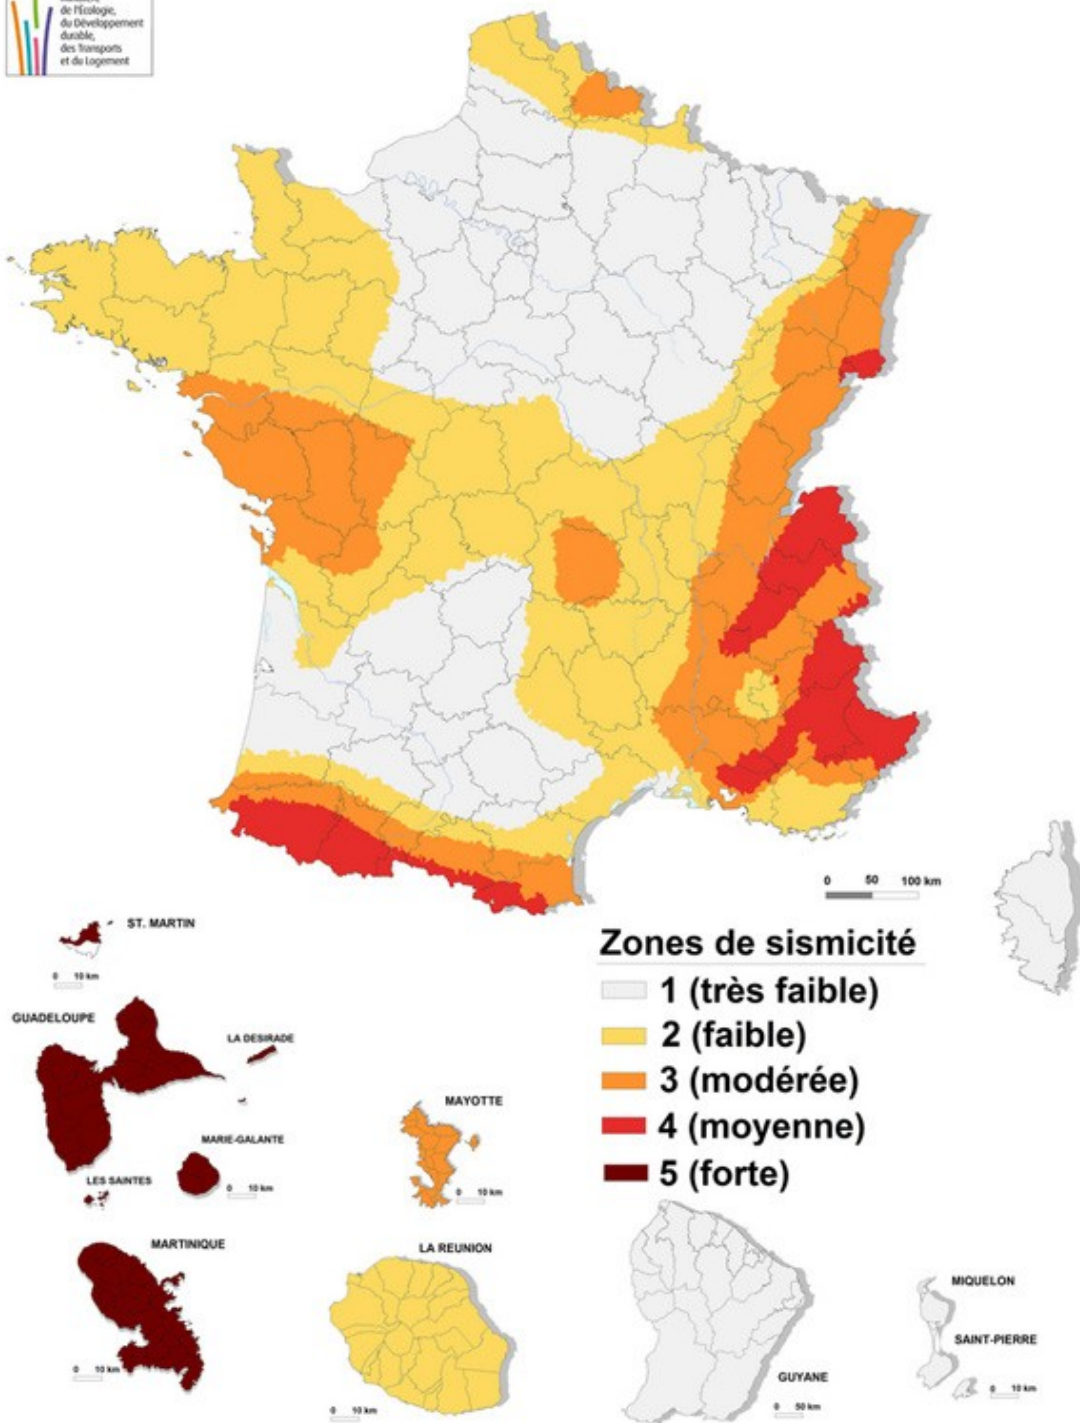 de l'Écologie,
du Développement
durable,
des Transports
et du Logement
0 50 100 km
ST. MARTIN
0 10 km
Zones de sismicité
1 (très faible)
2 (faible)
3 (modérée)
4 (moyenne)
5 (forte)
GUADELOUPE
LA DESIRADE
MARIE-GALANTE
0 10 km
LES SAINTES
MAYOTTE
0 10 km
MARTINIQUE
0 10 km
LA REUNION
0 10 km
GUYANE
0 50 km
MIQUELON
SAINT-PIERRE
0 10 km